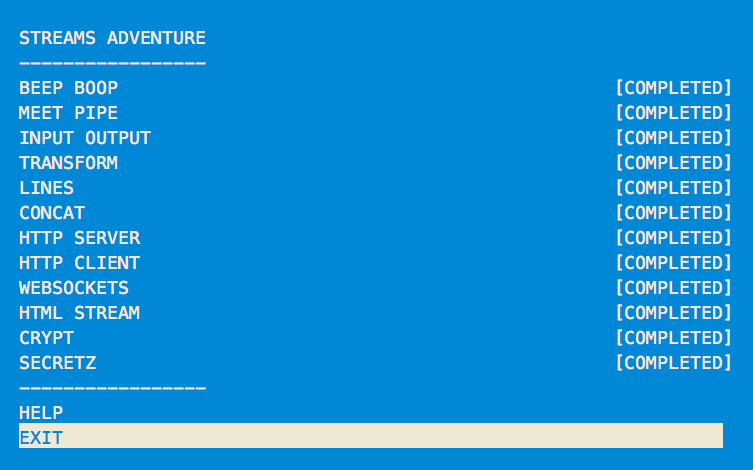 STREAMS ADVENTURE
─────────────────
BEEP BOOP [COMPLETED]
MEET PIPE [COMPLETED]
INPUT OUTPUT [COMPLETED]
TRANSFORM [COMPLETED]
LINES [COMPLETED]
CONCAT [COMPLETED]
HTTP SERVER [COMPLETED]
HTTP CLIENT [COMPLETED]
WEBSOCKETS [COMPLETED]
HTML STREAM [COMPLETED]
CRYPT [COMPLETED]
SECRETZ [COMPLETED]
─────────────────
HELP
EXIT